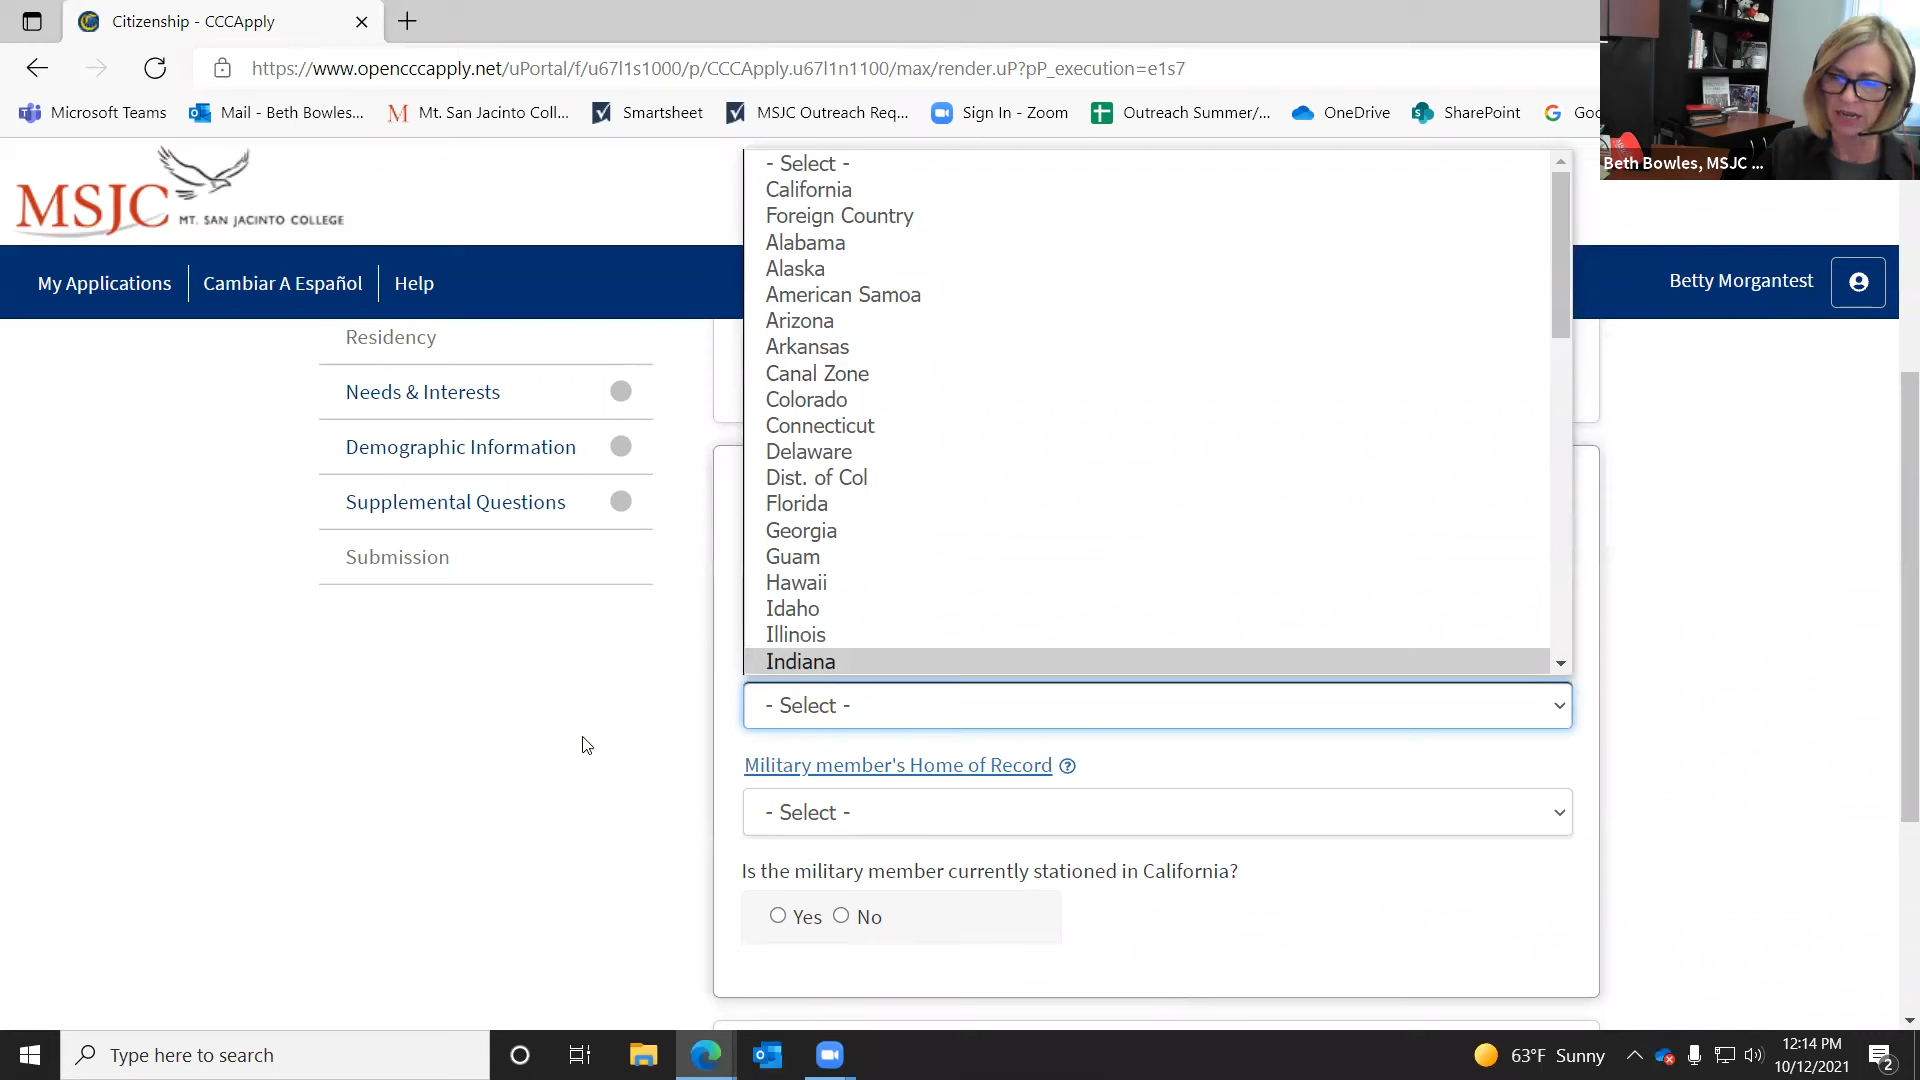 Citizenship - CCCApply
https://www.opencccapply.net/uPortal/f/u67l1s1000/p/CCCApply.u67l1n1100/max/render.uP?pP_execution=e1s7
Microsoft Teams
Mail - Beth Bowles...
Mt. San Jacinto Coll...
Smartsheet
MSJC Outreach Req...
Sign In - Zoom
Outreach Summer/...
OneDrive
SharePoint
Goo
Beth Bowles, MSJC ...
MSJC MT. SAN JACINTO COLLEGE
My Applications
Cambiar A Español
Help
Betty Morgantest
Residency
Needs & Interests
Demographic Information
Supplemental Questions
Submission
- Select -
California
Foreign Country
Alabama
Alaska
American Samoa
Arizona
Arkansas
Canal Zone
Colorado
Connecticut
Delaware
Dist. of Col
Florida
Georgia
Guam
Hawaii
Idaho
Illinois
Indiana
- Select -
Military member's Home of Record
- Select -
Is the military member currently stationed in California?
Yes No
Type here to search
63°F Sunny
12:14 PM
10/12/2021
2